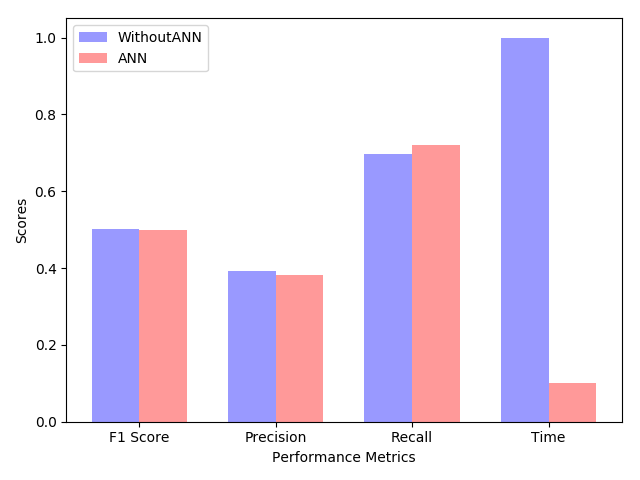 WithoutANN
ANN
Scores
1.0
0.8
0.6
0.4
0.2
0.0
F1 Score
Precision
Recall
Time
Performance Metrics